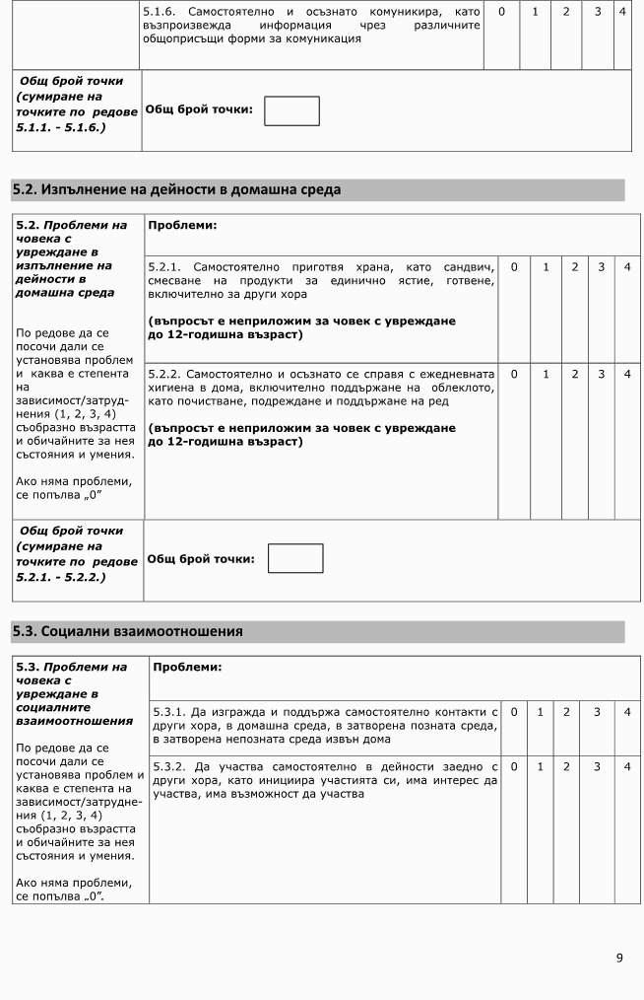 5.1.6. Самостоятелно и осъзнато комуникира, като
възпроизвежда информация чрез различните
общоприсъщи форми за комуникация
0 1 2 3 4
Общ брой точки
(сумиране на
точките по редове
5.1.1. - 5.1.6.)
Общ брой точки:
5.2. Изпълнение на дейности в домашна среда
5.2. Проблеми на
човека с
увреждане в
изпълнение на
дейности в
домашна среда
По редове да се
посочи дали се
установява проблем
и каква е степента
на
зависимост/затруд-
нения (1, 2, 3, 4)
съобразно възрастта
и обичайните за нея
състояния и умения.
Ако няма проблеми,
се попълва „0”
Проблеми:
5.2.1. Самостоятелно приготвя храна, като сандвич,
смесване на продукти за единично ястие, готвене,
включително за други хора
(въпросът е неприложим за човек с увреждане
до 12-годишна възраст)
0 1 2 3 4
5.2.2. Самостоятелно и осъзнато се справя с ежедневната
хигиена в дома, включително поддържане на облеклото,
като почистване, подреждане и поддържане на ред
(въпросът е неприложим за човек с увреждане
до 12-годишна възраст)
0 1 2 3 4
Общ брой точки
(сумиране на
точките по редове
5.2.1. - 5.2.2.)
Общ брой точки:
5.3. Социални взаимоотношения
5.3. Проблеми на
човека с
увреждане в
социалните
взаимоотношения
По редове да се
посочи дали се
установява проблем и
каква е степента на
зависимост/затрудне-
ния (1, 2, 3, 4)
съобразно възрастта
и обичайните за нея
състояния и умения.
Ако няма проблеми,
се попълва „0”.
Проблеми:
5.3.1. Да изгражда и поддържа самостоятелно контакти с
други хора, в домашна среда, в затворена позната среда,
в затворена непозната среда извън дома
0 1 2 3 4
5.3.2. Да участва самостоятелно в дейности заедно с
други хора, като инициира участията си, има интерес да
участва, има възможност да участва
0 1 2 3 4
9